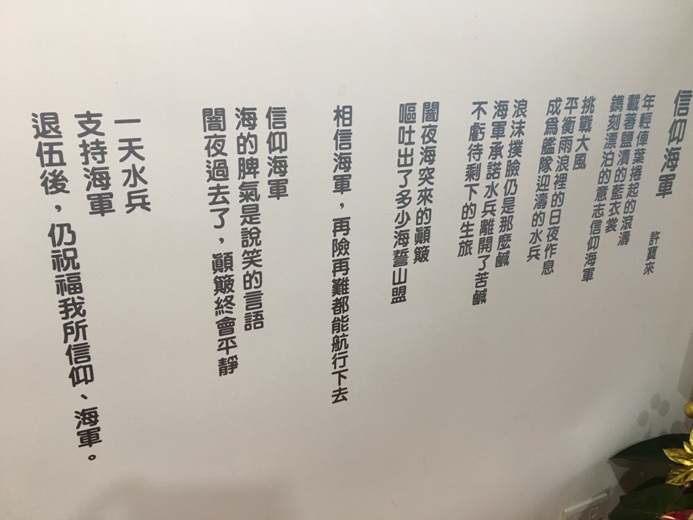 信仰海軍
許寶來
年輕俥葉捲起的浪濤
載著鹽漬的藍衣裳
鐫刻漂泊的意志信仰海軍
挑戰大風
平衡雨浪裡的日夜作息
成為艦隊迎濤的水兵
浪沫撲臉仍是那麼鹹
海軍承諾水兵離開了苦鹹
不虧待剩下的生旅
闇夜海突來的顛簸
嘔吐出了多少海誓山盟
相信海軍，再險再難都能航行下去
信仰海軍
海的脾氣是說笑的言語
闇夜過去了，顛簸終會平靜
一天水兵
支持海軍
退伍後，仍祝福我所信仰、海軍。